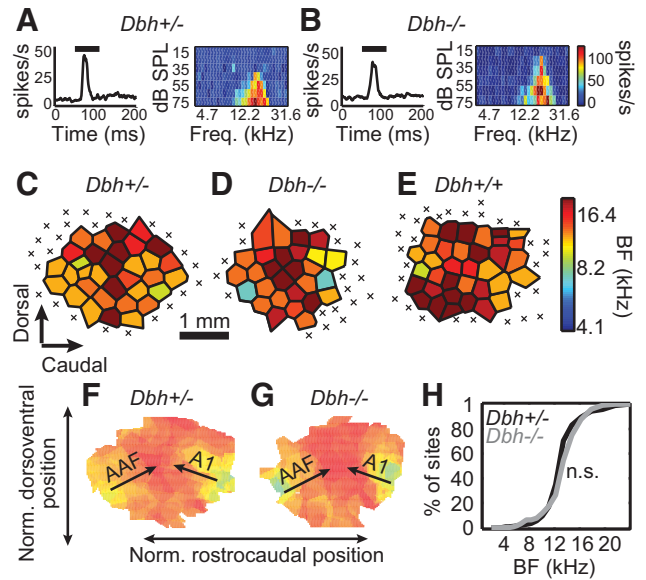 A
Dbh+/-
50
25
0
spikes/s
0 100 200
Time (ms)
15
35
55
75
dB SPL
4.7 12.2 31.6
Freq. (kHz)
B
Dbh-/-
50
25
0
spikes/s
0 100 200
Time (ms)
15
35
55
75
dB SPL
4.7 12.2 31.6
Freq. (kHz)
100
50
0
spikes/s
C
Dbh+/-
D
Dbh-/-
E
Dbh+/+
16.4
8.2
4.1
BF (kHz)
Dorsal
Caudal
1 mm
F
Dbh+/-
AAF
A1
G
Dbh-/-
AAF
A1
Norm. dorsoventral
position
Norm. rostrocaudal position
H
% of sites
1
80
60
40
20
0
Dbh+/-
Dbh-/-
n.s.
4 8 12 16 20
BF (kHz)